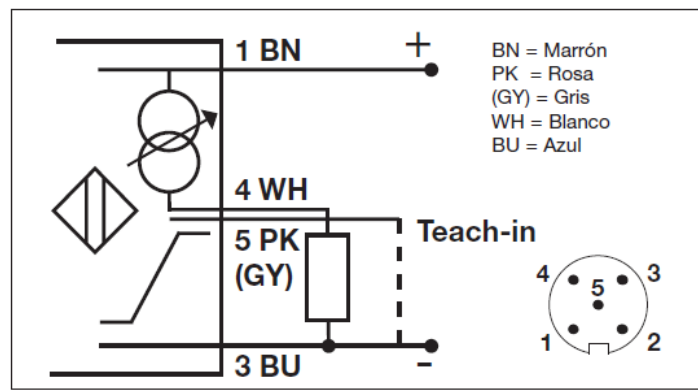 1 BN
+
BN = Marrón
PK = Rosa
(GY) = Gris
WH = Blanco
BU = Azul
4 WH
5 PK
(GY)
Teach-in
3 BU
-
4
5
3
1
2